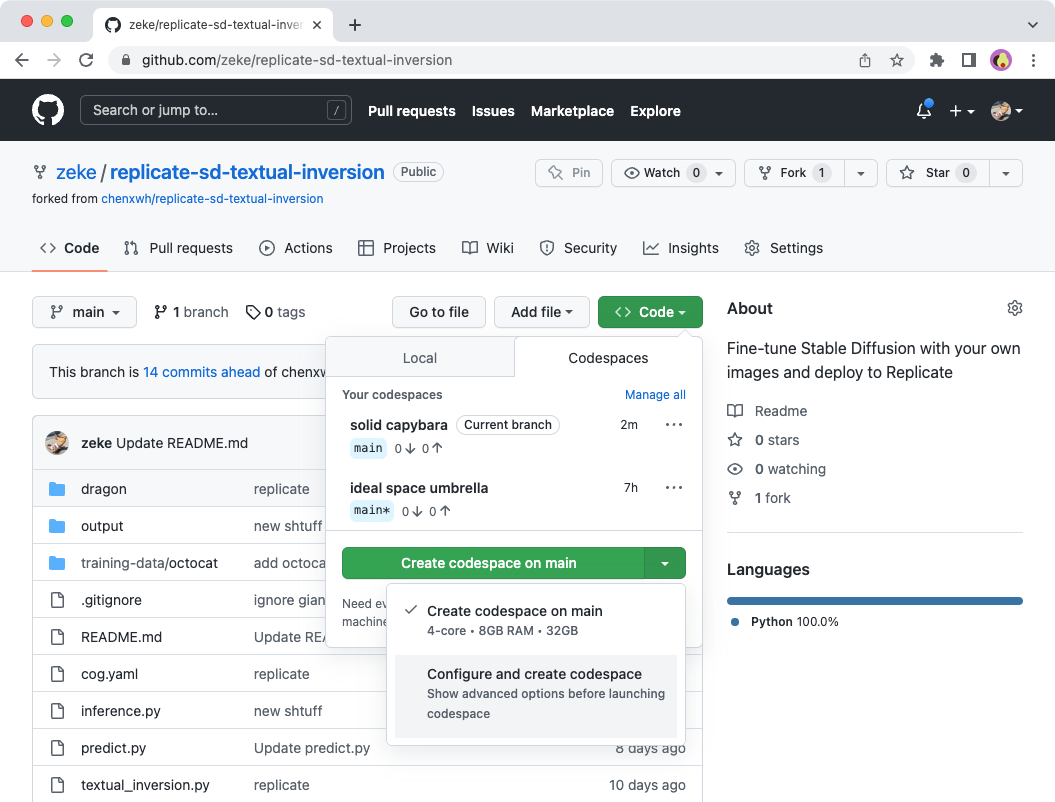 zeke/replicate-sd-textual-inver
github.com/zeke/replicate-sd-textual-inversion
Search or jump to... /
Pull requests Issues Marketplace Explore
zeke / replicate-sd-textual-inversion Public
Pin Watch 0 Fork 1 Star 0
forked from chenxwh/replicate-sd-textual-inversion
Code Pull requests Actions Projects Wiki Security Insights Settings
main 1 branch 0 tags Go to file Add file Code
This branch is 14 commits ahead of chenxw
Local Codespaces
Your codespaces Manage all
solid capybara Current branch 2m
main 0 0
ideal space umbrella 7h
main* 0 0
Create codespace on main
Need ev
machine
Create codespace on main
4-core • 8GB RAM • 32GB
Configure and create codespace
Show advanced options before launching
codespace
zeke Update README.md
dragon replicate
output new shtuff
training-data/octocat add octoca
.gitignore ignore gian
README.md Update REA
cog.yaml replicate
inference.py new shtuff
predict.py Update predict.py 8 days ago
textual_inversion.py replicate 10 days ago
About
Fine-tune Stable Diffusion with your own
images and deploy to Replicate
Readme
0 stars
0 watching
1 fork
Languages
Python 100.0%